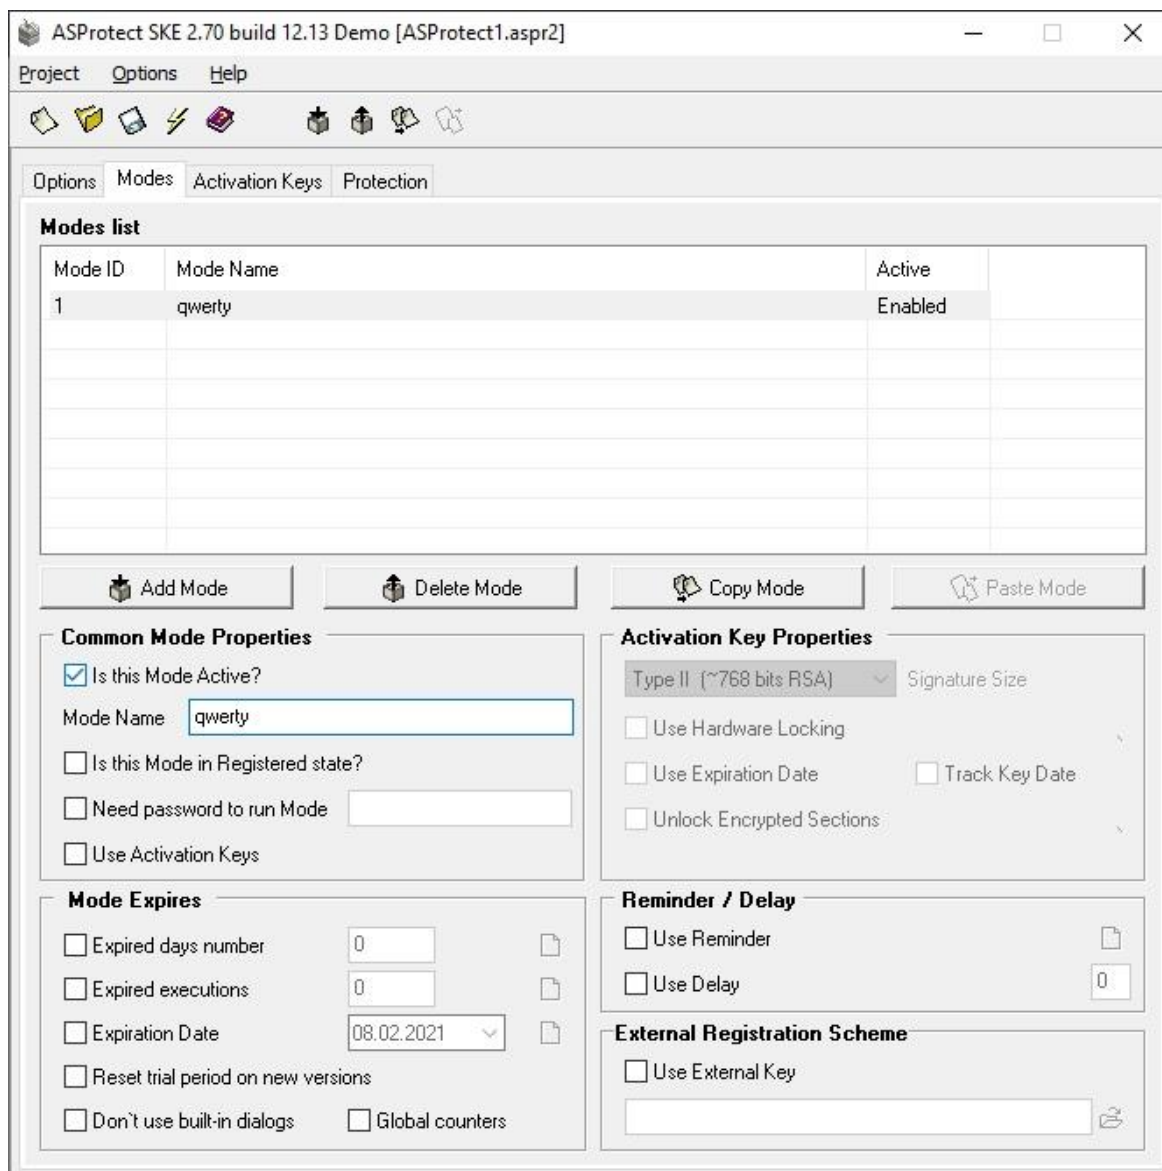 ASProtect SKE 2.70 build 12.13 Demo [ASProtect1.aspr2]
Project Options Help
Options Modes Activation Keys Protection
Modes list
Mode ID Mode Name Active
1 qwerty Enabled
Add Mode Delete Mode Copy Mode Paste Mode
Common Mode Properties
Is this Mode Active?
Mode Name qwerty
Is this Mode in Registered state?
Need password to run Mode
Use Activation Keys
Activation Key Properties
Type II (~768 bits RSA) Signature Size
Use Hardware Locking
Use Expiration Date Track Key Date
Unlock Encrypted Sections
Mode Expires
Expired days number 0
Expired executions 0
Expiration Date 08.02.2021
Reset trial period on new versions
Don`t use built-in dialogs Global counters
Reminder / Delay
Use Reminder
Use Delay 0
External Registration Scheme
Use External Key